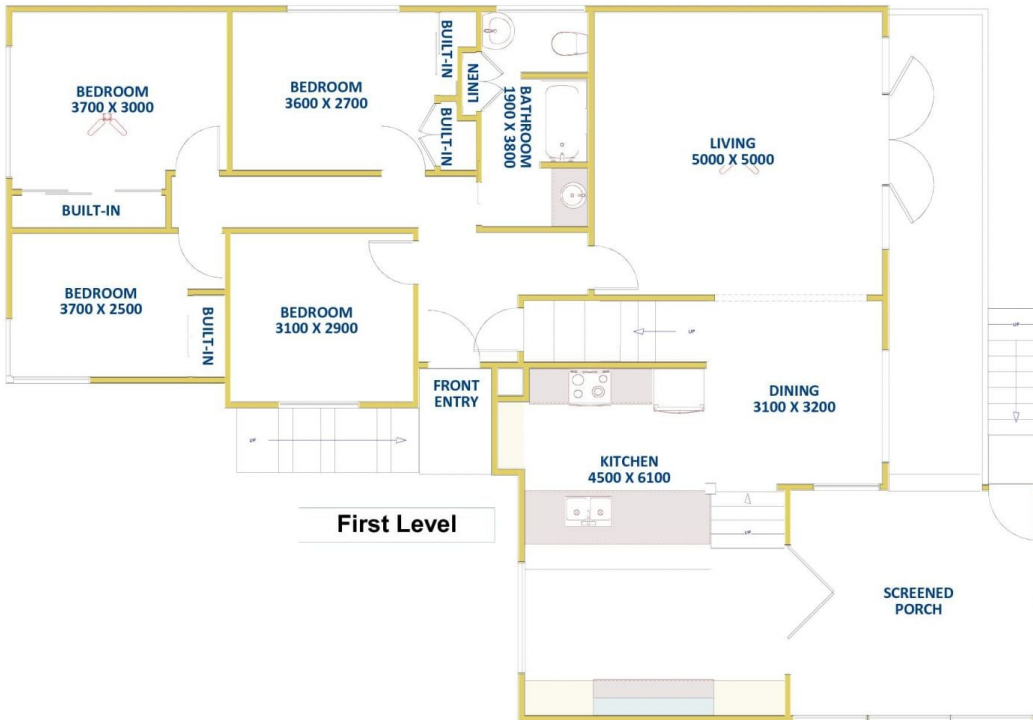 BEDROOM
3700 X 3000
BUILT-IN
BEDROOM
3600 X 2700
BUILT-IN
BUILT-IN
LINEN
BATHROOM
1900 X 3800
LIVING
5000 X 5000
BEDROOM
3700 X 2500
BUILT-IN
BEDROOM
3100 X 2900
UP
FRONT
ENTRY
UP
DINING
3100 X 3200
UP
KITCHEN
4500 X 6100
UP
First Level
SCREENED
PORCH